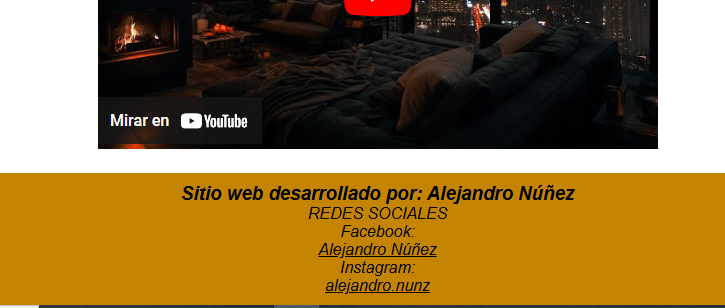 Mirar en YouTube
Sitio web desarrollado por: Alejandro Núñez
REDES SOCIALES
Facebook:
Alejandro Núñez
Instagram:
alejandro.nunz